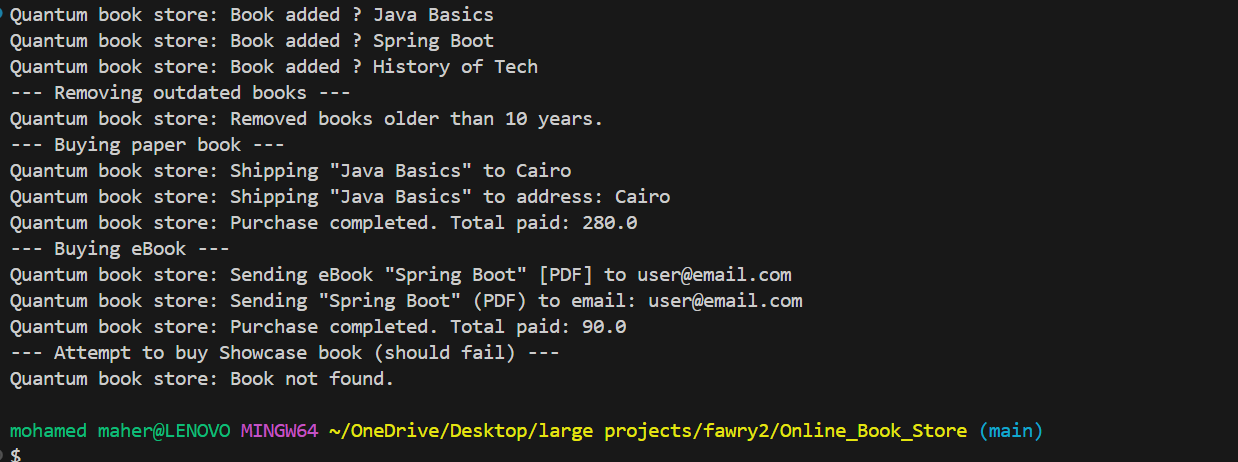 Quantum book store: Book added ? Java Basics
Quantum book store: Book added ? Spring Boot
Quantum book store: Book added ? History of Tech
--- Removing outdated books ---
Quantum book store: Removed books older than 10 years.
--- Buying paper book ---
Quantum book store: Shipping "Java Basics" to Cairo
Quantum book store: Shipping "Java Basics" to address: Cairo
Quantum book store: Purchase completed. Total paid: 280.0
--- Buying eBook ---
Quantum book store: Sending eBook "Spring Boot" [PDF] to user@email.com
Quantum book store: Sending "Spring Boot" (PDF) to email: user@email.com
Quantum book store: Purchase completed. Total paid: 90.0
--- Attempt to buy Showcase book (should fail) ---
Quantum book store: Book not found.
mohamed maher@LENOVO MINGW64 ~/OneDrive/Desktop/large projects/fawry2/Online_Book_Store (main)
$